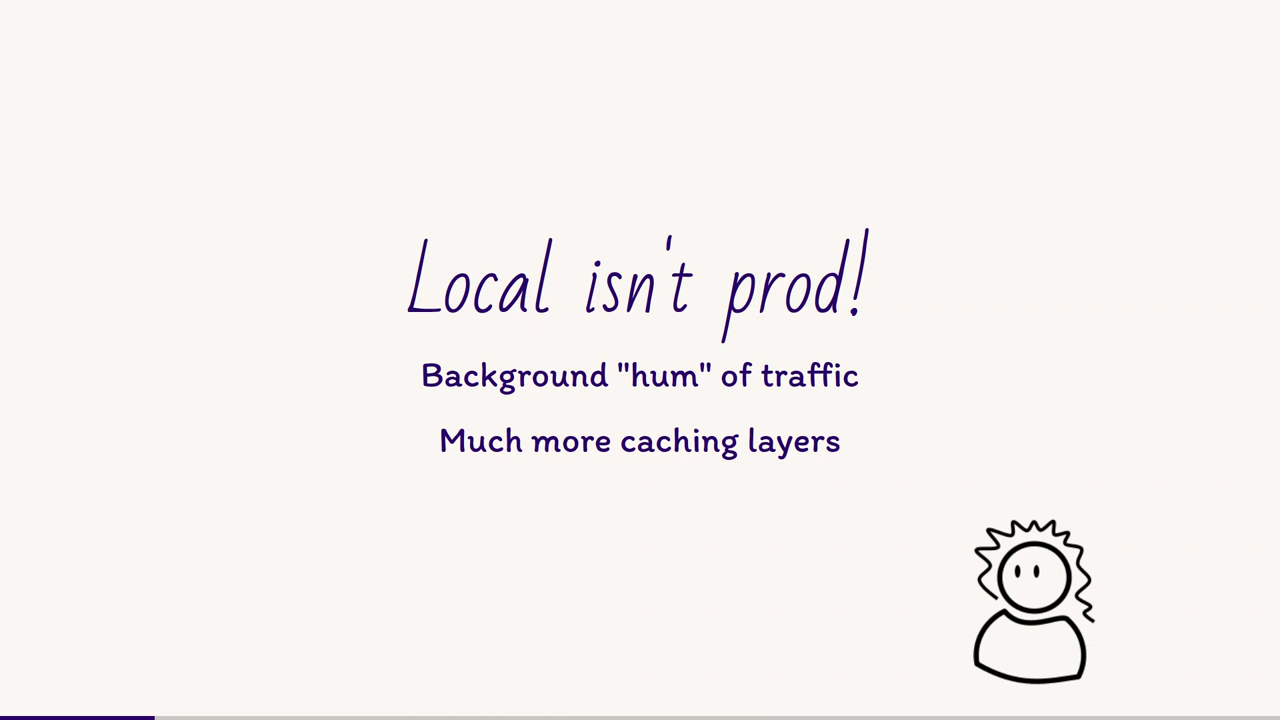 Local isn't prod!
Background "hum" of traffic
Much more caching layers